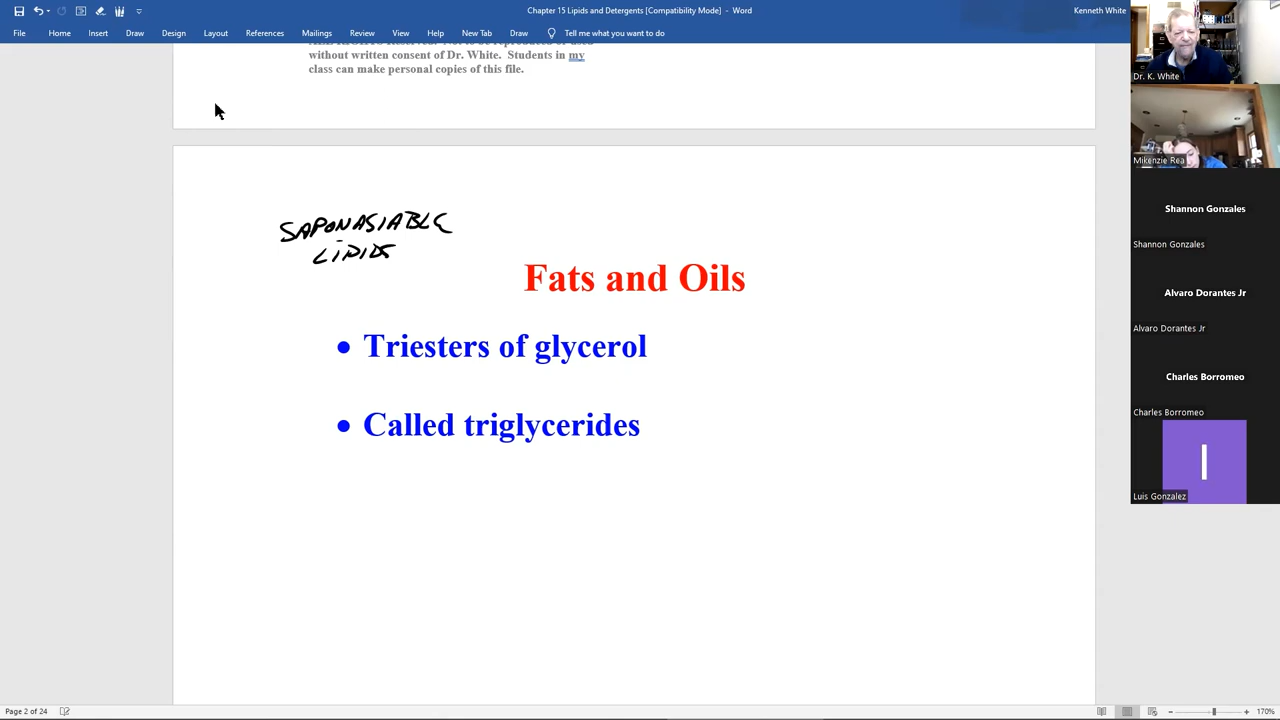 Chapter 15 Lipids and Detergents [Compatibility Mode] - Word
Kenneth White
File Home Insert Draw Design Layout References Mailings Review View Help New Tab Draw Tell me what you want to do
without written consent of Dr. White. Students in my
class can make personal copies of this file.
SAPONASIABLE
LIPIDS
Fats and Oils
• Triesters of glycerol
• Called triglycerides
Dr. K. White
Mikenzie Rea
Shannon Gonzales
Shannon Gonzales
Alvaro Dorantes Jr
Alvaro Dorantes Jr
Charles Borromeo
Charles Borromeo
I
Luis Gonzalez
Page 2 of 24
170%